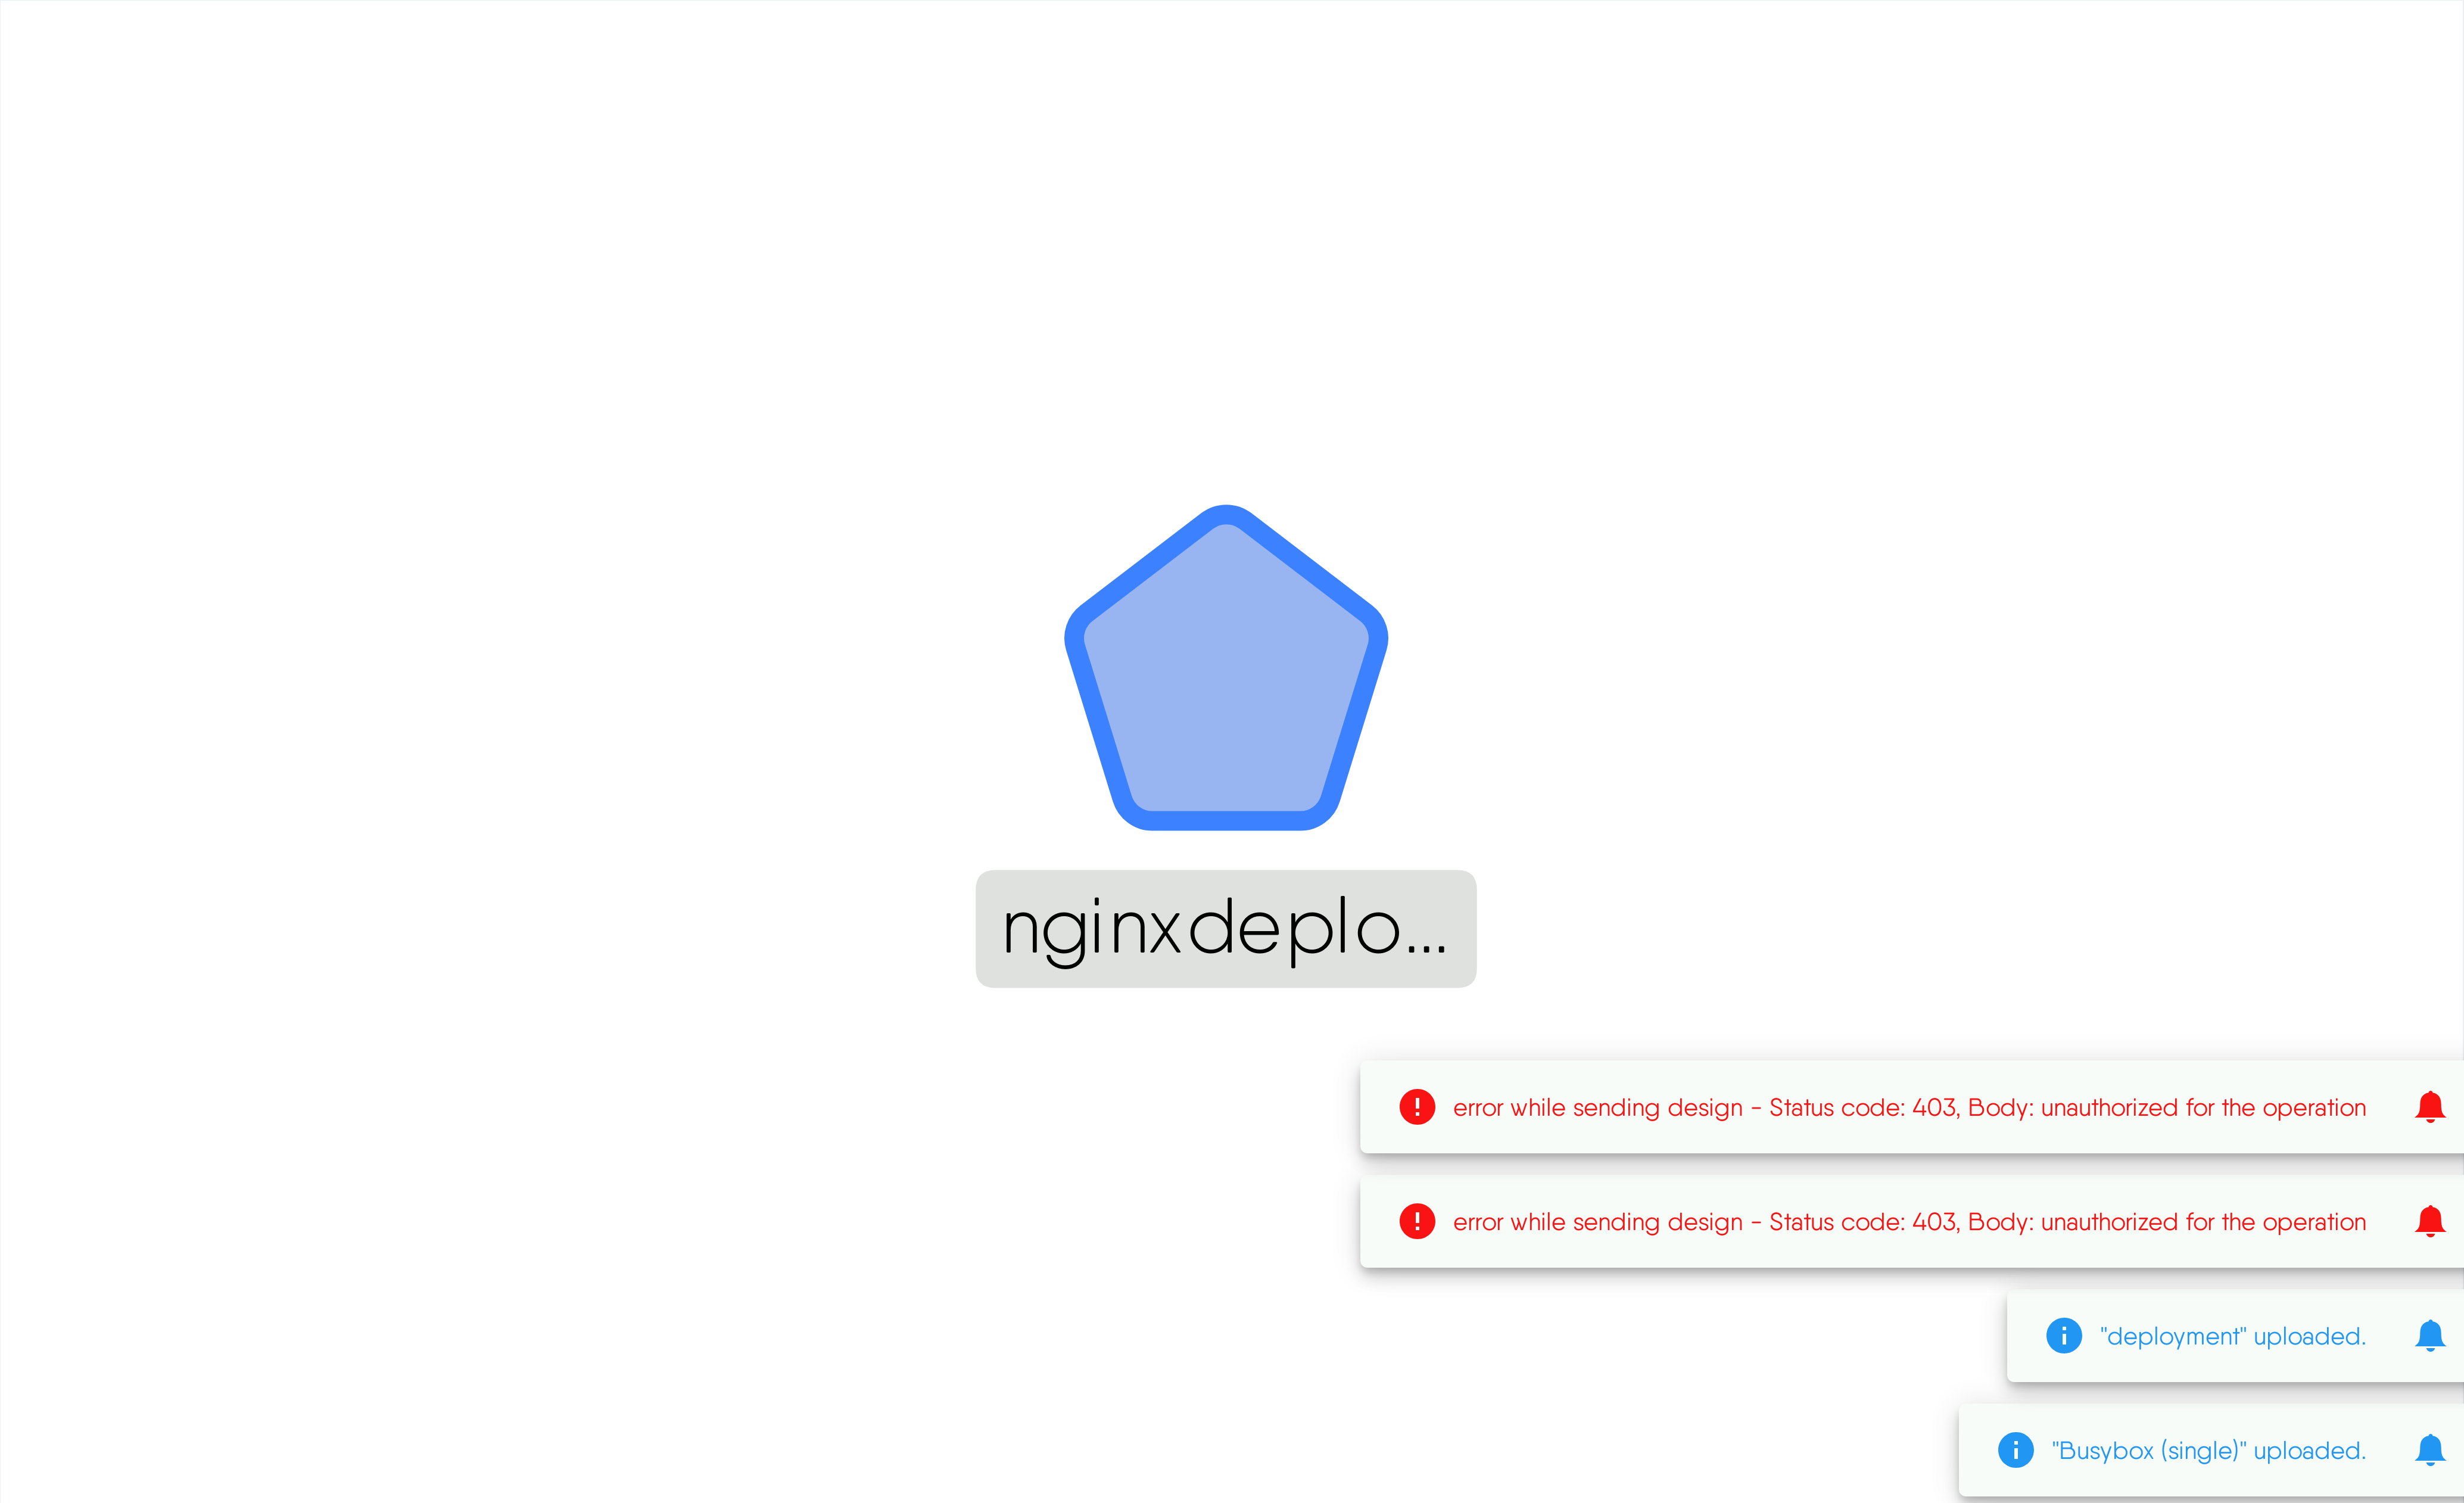 nginxdeplo...
error while sending design - Status code: 403, Body: unauthorized for the operation
error while sending design - Status code: 403, Body: unauthorized for the operation
"deployment" uploaded.
"Busybox (single)" uploaded.